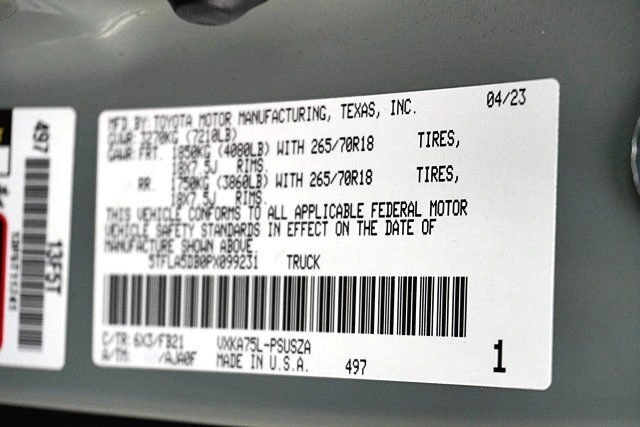 MFD. BY: TOYOTA MOTOR MANUFACTURING, TEXAS, INC. 04/23
GVWR: 3270KG (7210LB)
GAWR: FRT. 1850KG (4080LB) WITH 265/70R18 TIRES,
18X7.5J RIMS.
RR. 1750KG (3860LB) WITH 265/70R18 TIRES,
18X7.5J RIMS.
THIS VEHICLE CONFORMS TO ALL APPLICABLE FEDERAL MOTOR
VEHICLE SAFETY STANDARDS IN EFFECT ON THE DATE OF
MANUFACTURE SHOWN ABOVE.
5TFLA5DB0PX099231 TRUCK
C/TR: 6X3/FB21 VXKA75L-PSUSZA
A/TM: /AJA0F MADE IN U.S.A. 497 1
497
13F5T